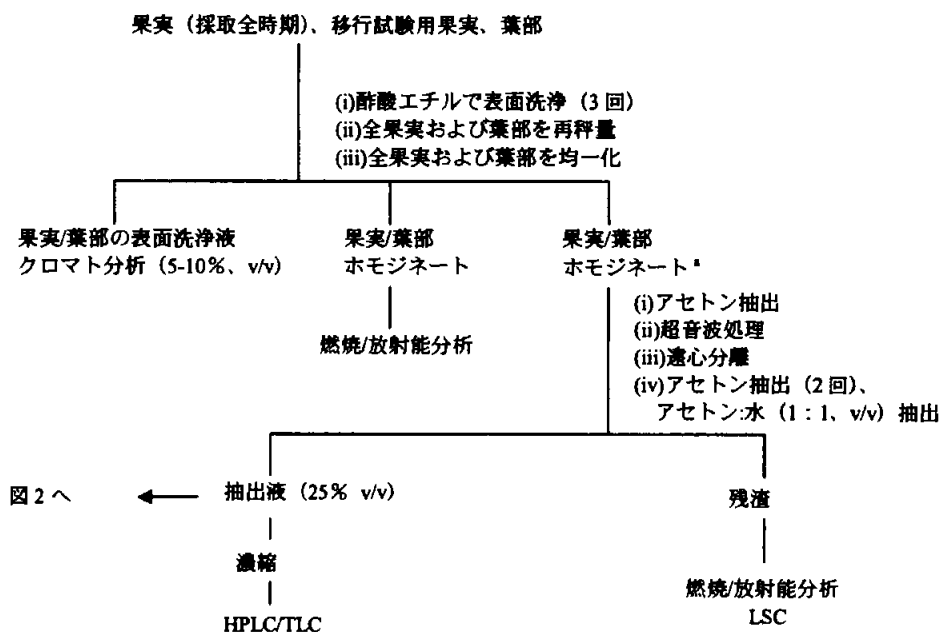 果実（採取全時期）、移行試験用果実、葉部
(i)酢酸エチルで表面洗浄（3回）
(ii)全果実および葉部を再秤量
(iii)全果実および葉部を均一化
果実/葉部の表面洗浄液
クロマト分析（5-10%、v/v）
果実/葉部
ホモジネート
燃焼/放射能分析
果実/葉部
ホモジネート a
(i)アセトン抽出
(ii)超音波処理
(iii)遠心分離
(iv)アセトン抽出（2回）、
アセトン:水（1：1、v/v）抽出
図2へ
抽出液（25% v/v）
濃縮
HPLC/TLC
残渣
燃焼/放射能分析
LSC